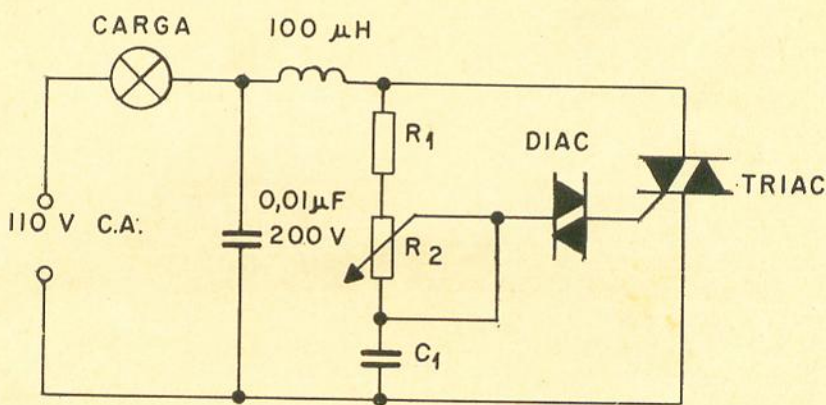 CARGA
100 μH
R1
DIAC
TRIAC
0,01μF
200 V
110 V C.A.
R2
C1